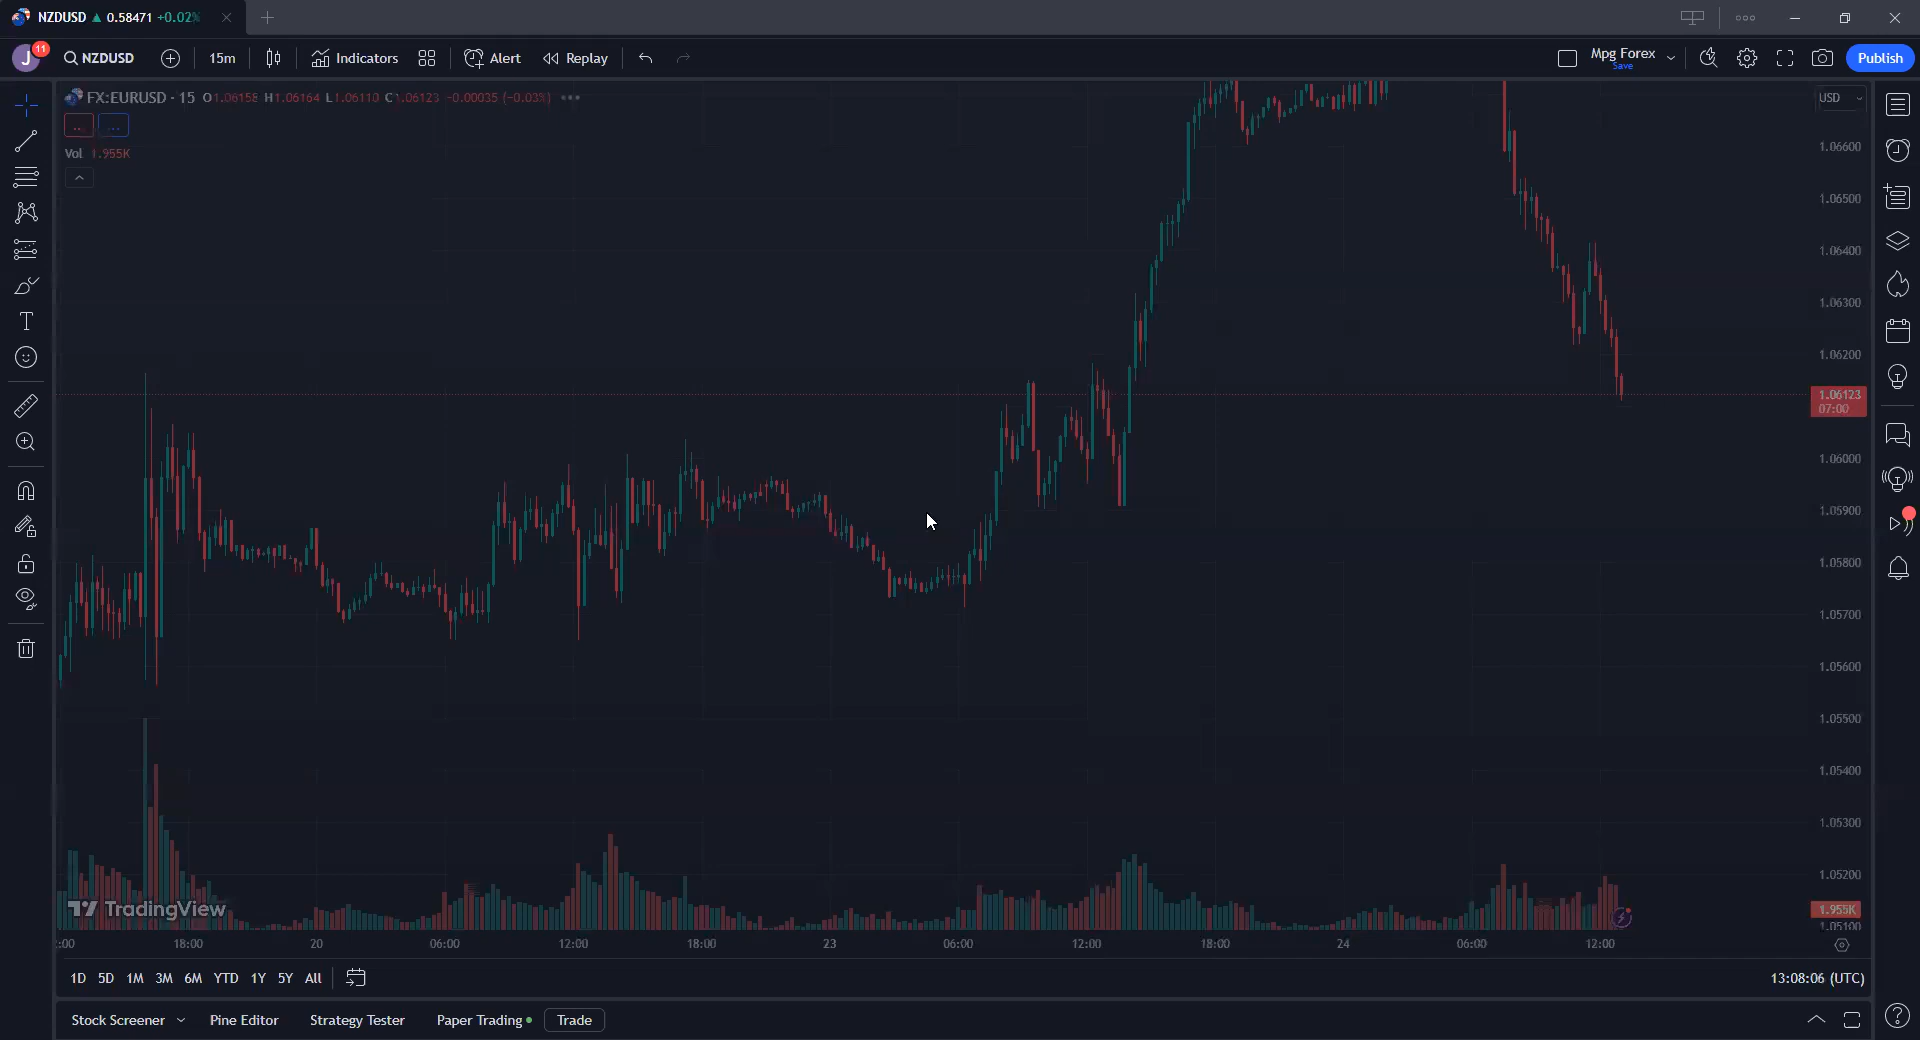 NZDUSD ▲ 0.58471 +0.02%
J 11 NZDUSD 15m Indicators Alert Replay Mpg Forex Save Publish
FX:EURUSD · 15 O1.06158 H1.06164 L1.06110 C1.06123 -0.00035 (-0.03%)
USD
Vol 1.955K
1.06600
1.06500
1.06400
1.06300
1.06200
1.06123
07:00
1.06000
1.05900
1.05800
1.05700
1.05600
1.05500
1.05400
1.05300
1.05200
1.955K
1.05100
TradingView
:00 18:00 20 06:00 12:00 18:00 23 06:00 12:00 18:00 24 06:00 12:00
1D 5D 1M 3M 6M YTD 1Y 5Y All 13:08:06 (UTC)
Stock Screener Pine Editor Strategy Tester Paper Trading Trade